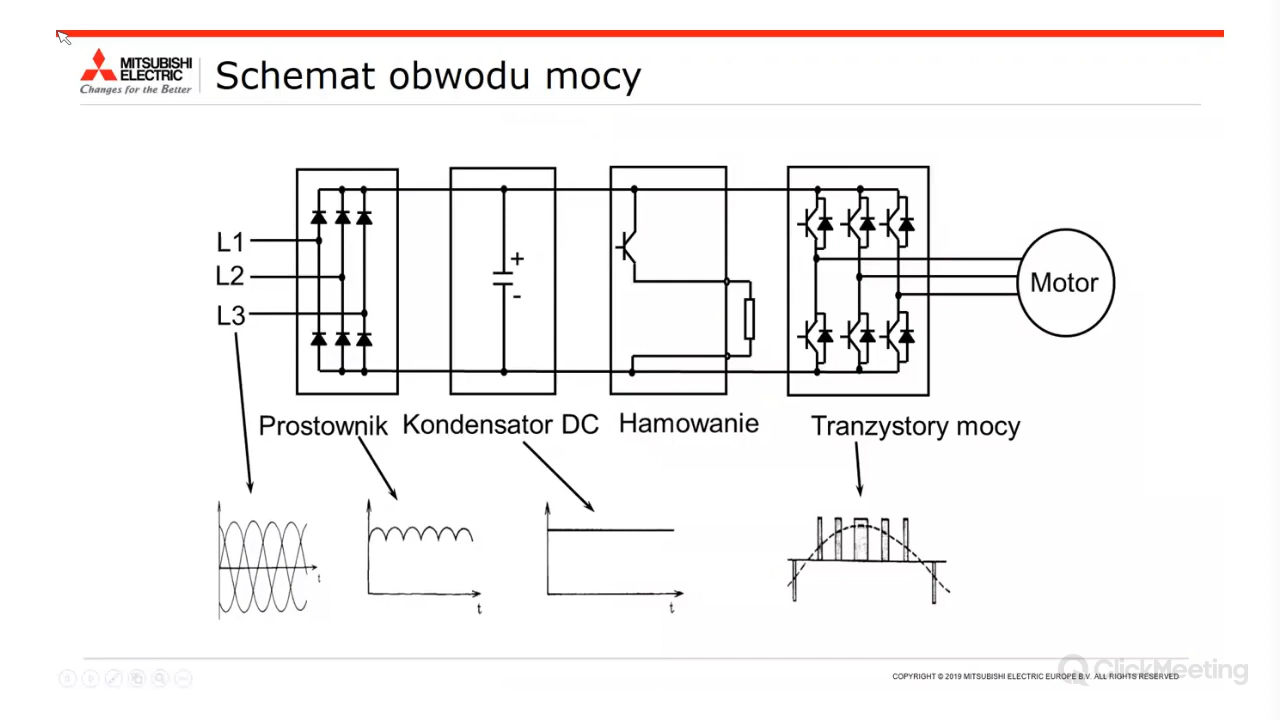 MITSUBISHI
ELECTRIC
Changes for the Better
Schemat obwodu mocy
L1
L2
L3
+
-
Motor
Prostownik
Kondensator DC
Hamowanie
Tranzystory mocy
t
t
t
COPYRIGHT © 2019 MITSUBISHI ELECTRIC EUROPE B.V. ALL RIGHTS RESERVED
ClickMeeting